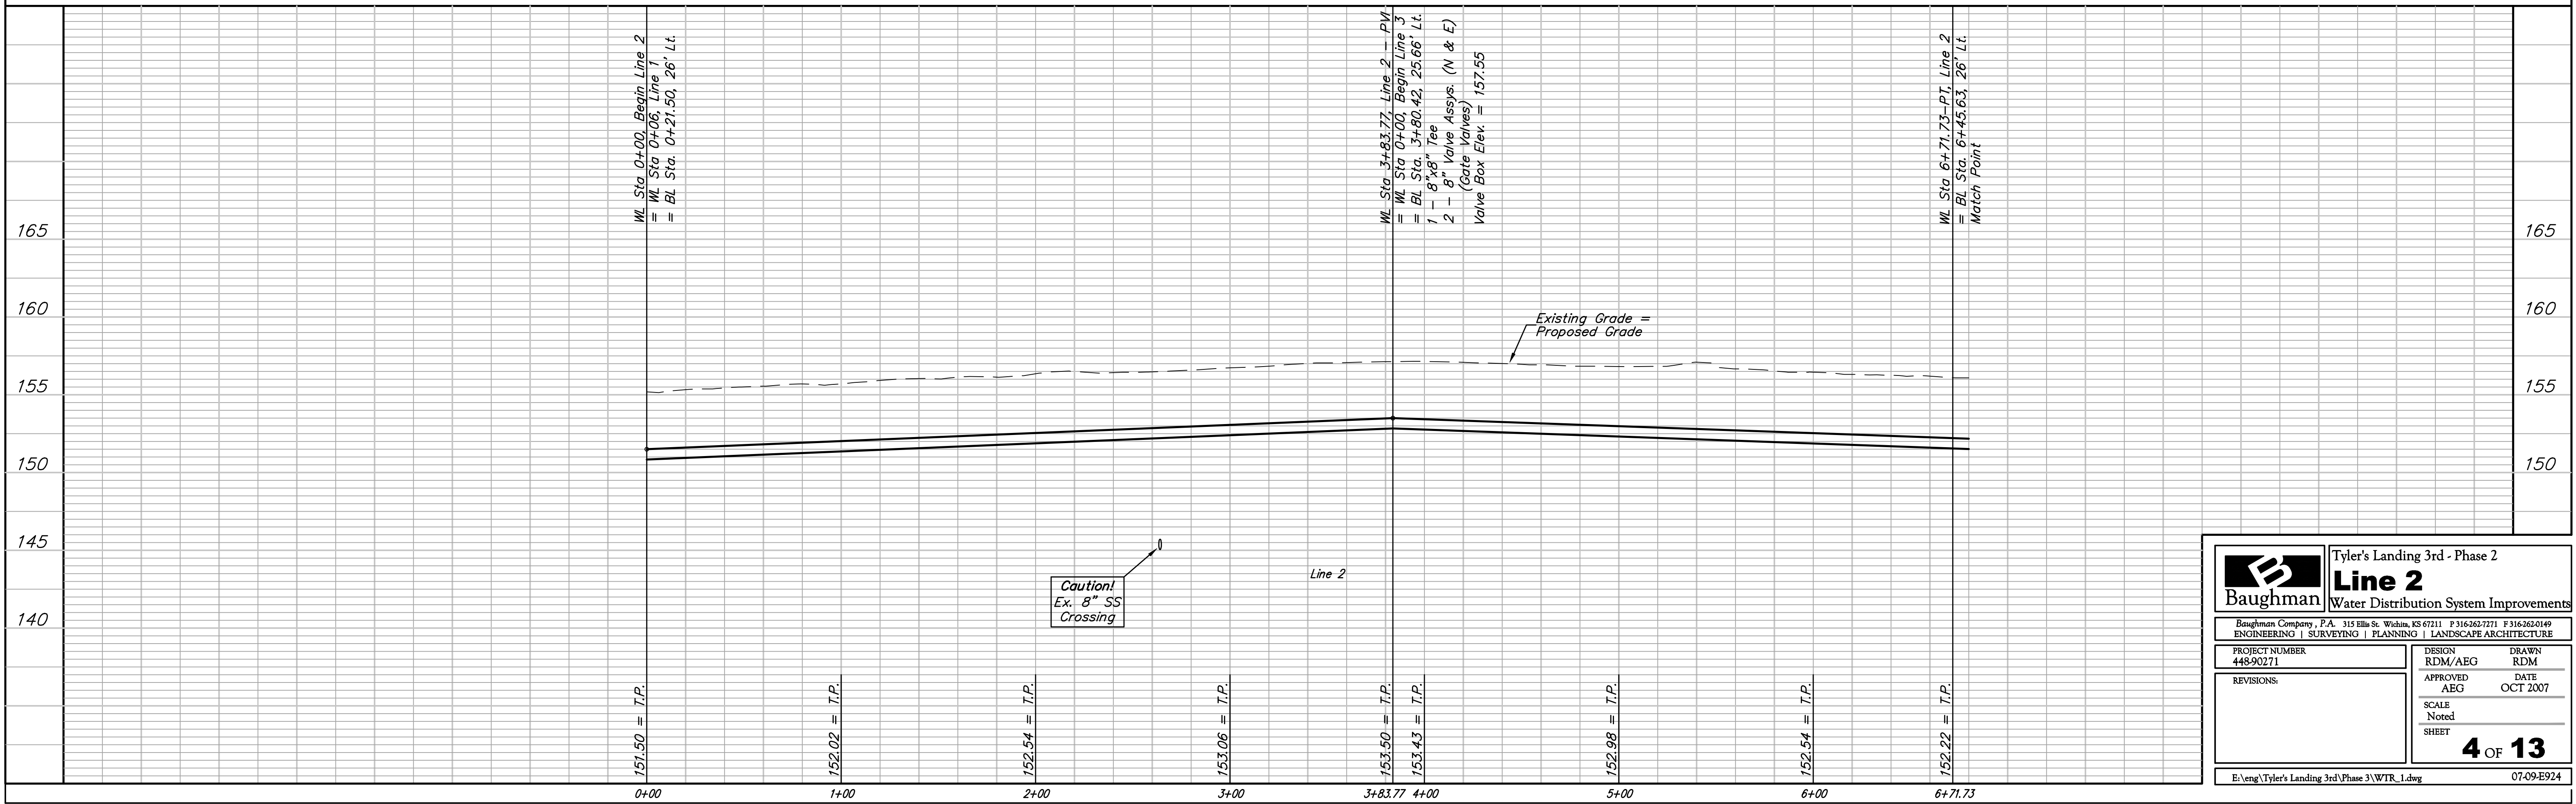 WL Sta 0+00, Begin Line 2
= WL Sta 0+06, Line 1
= BL Sta. 0+21.50, 26' Lt.
WL Sta 3+83.77, Line 2 - PVI
= WL Sta 0+00, Begin Line 3
= BL Sta. 3+80.42, 25.66' Lt.
1 - 8"x8" Tee
2 - 8" Valve Assys. (N & E)
(Gate Valves)
Valve Box Elev. = 157.55
WL Sta 6+71.73-PT, Line 2
= BL Sta. 6+45.63, 26' Lt.
Match Point
165
165
160
160
Existing Grade =
Proposed Grade
155
155
150
150
145
140
Caution!
Ex. 8" SS
Crossing
Line 2
151.50 = T.P.
152.02 = T.P.
152.54 = T.P.
153.06 = T.P.
153.50 = T.P.
153.43 = T.P.
152.98 = T.P.
152.54 = T.P.
152.22 = T.P.
0+00
1+00
2+00
3+00
3+83.77
4+00
5+00
6+00
6+71.73
Baughman
Tyler's Landing 3rd - Phase 2
Line 2
Water Distribution System Improvements
Baughman Company, P.A. 315 Ellis St. Wichita, KS 67211 P 316-262-7271 F 316-262-0149
ENGINEERING | SURVEYING | PLANNING | LANDSCAPE ARCHITECTURE
PROJECT NUMBER
448-90271
REVISIONS:
DESIGN
RDM/AEG
DRAWN
RDM
APPROVED
AEG
DATE
OCT 2007
SCALE
Noted
SHEET
4 OF 13
E:\eng\Tyler's Landing 3rd\Phase 3\WTR_1.dwg
07-09-E924